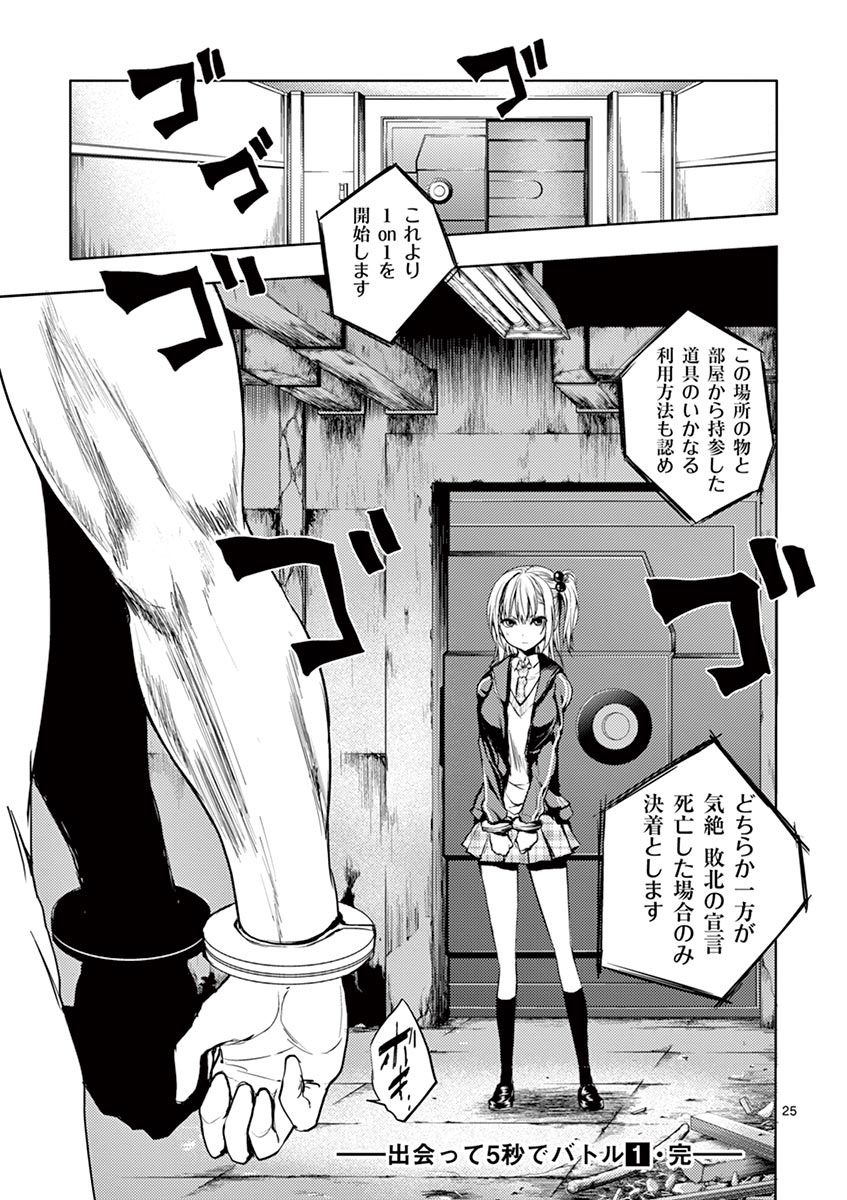 ゴ
ゴ
ゴ
これより
1on1を
開始します
この場所の物と
部屋から持参した
道具のいかなる
利用方法も認め
ゴ
ゴ
ゴ
どちらか一方が
気絶 敗北の宣言
死亡した場合のみ
決着とします
ボキ
25
出会って5秒でバトル1・完